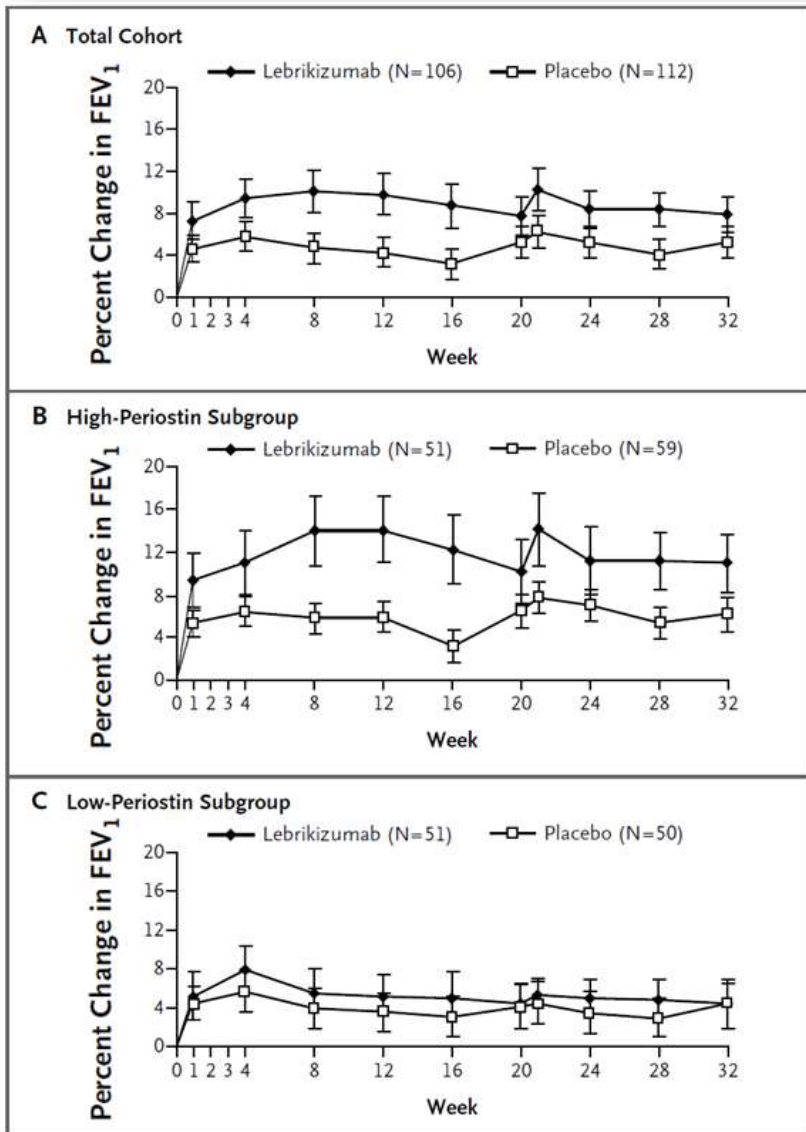 A Total Cohort
Lebrikizumab (N=106) Placebo (N=112)
Percent Change in FEV1
20
16
12
8
4
0
0 1 2 3 4 8 12 16 20 24 28 32
Week
B High-Periostin Subgroup
Lebrikizumab (N=51) Placebo (N=59)
Percent Change in FEV1
20
16
12
8
4
0
0 1 2 3 4 8 12 16 20 24 28 32
Week
C Low-Periostin Subgroup
Lebrikizumab (N=51) Placebo (N=50)
Percent Change in FEV1
20
16
12
8
4
0
0 1 2 3 4 8 12 16 20 24 28 32
Week